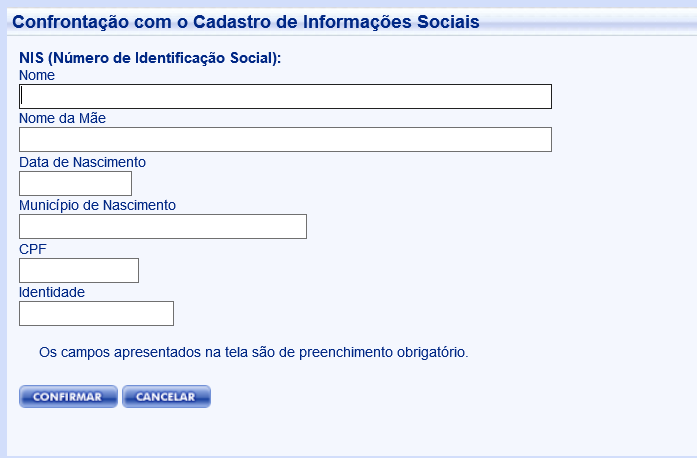 Confrontação com o Cadastro de Informações Sociais
NIS (Número de Identificação Social):
Nome
Nome da Mãe
Data de Nascimento
Município de Nascimento
CPF
Identidade
Os campos apresentados na tela são de preenchimento obrigatório.
CONFIRMAR CANCELAR